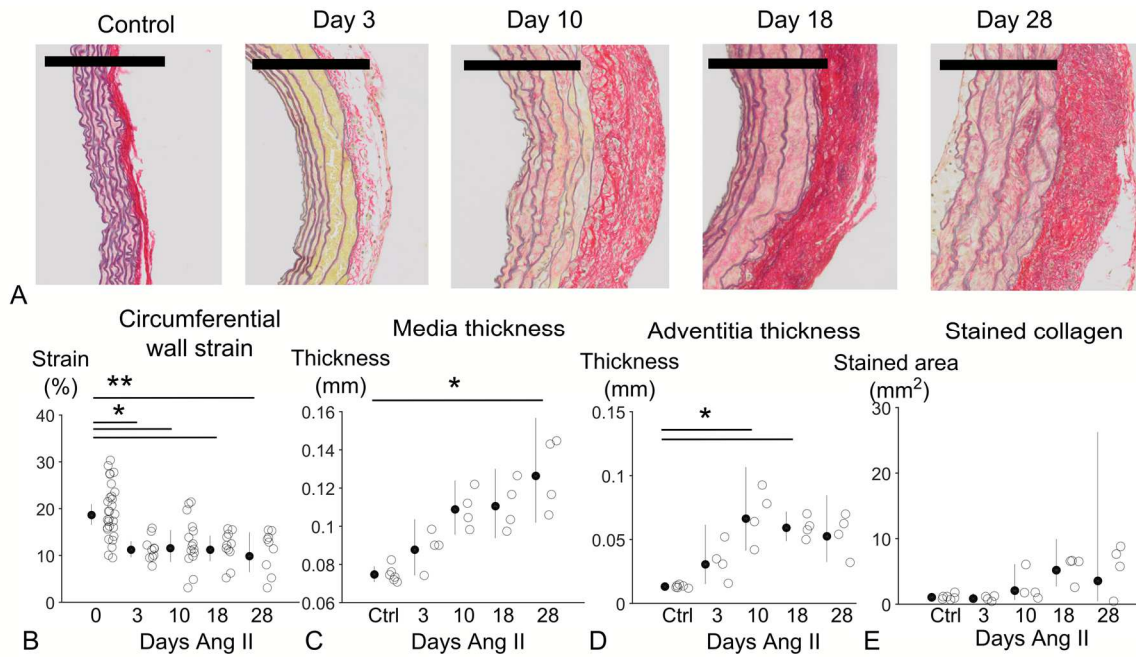 Control
Day 3
Day 10
Day 18
Day 28
A
Circumferential
wall strain
Strain
(%)
**
*
40
30
20
10
0
0 3 10 18 28
B
Days Ang II
Media thickness
Thickness
(mm)
*
0.16
0.14
0.12
0.1
0.08
0.06
Ctrl 3 10 18 28
C
Days Ang II
Adventitia thickness
Thickness
(mm)
*
0.15
0.1
0.05
0
Ctrl 3 10 18 28
D
Days Ang II
Stained collagen
Stained area
(mm²)
30
20
10
0
Ctrl 3 10 18 28
E
Days Ang II